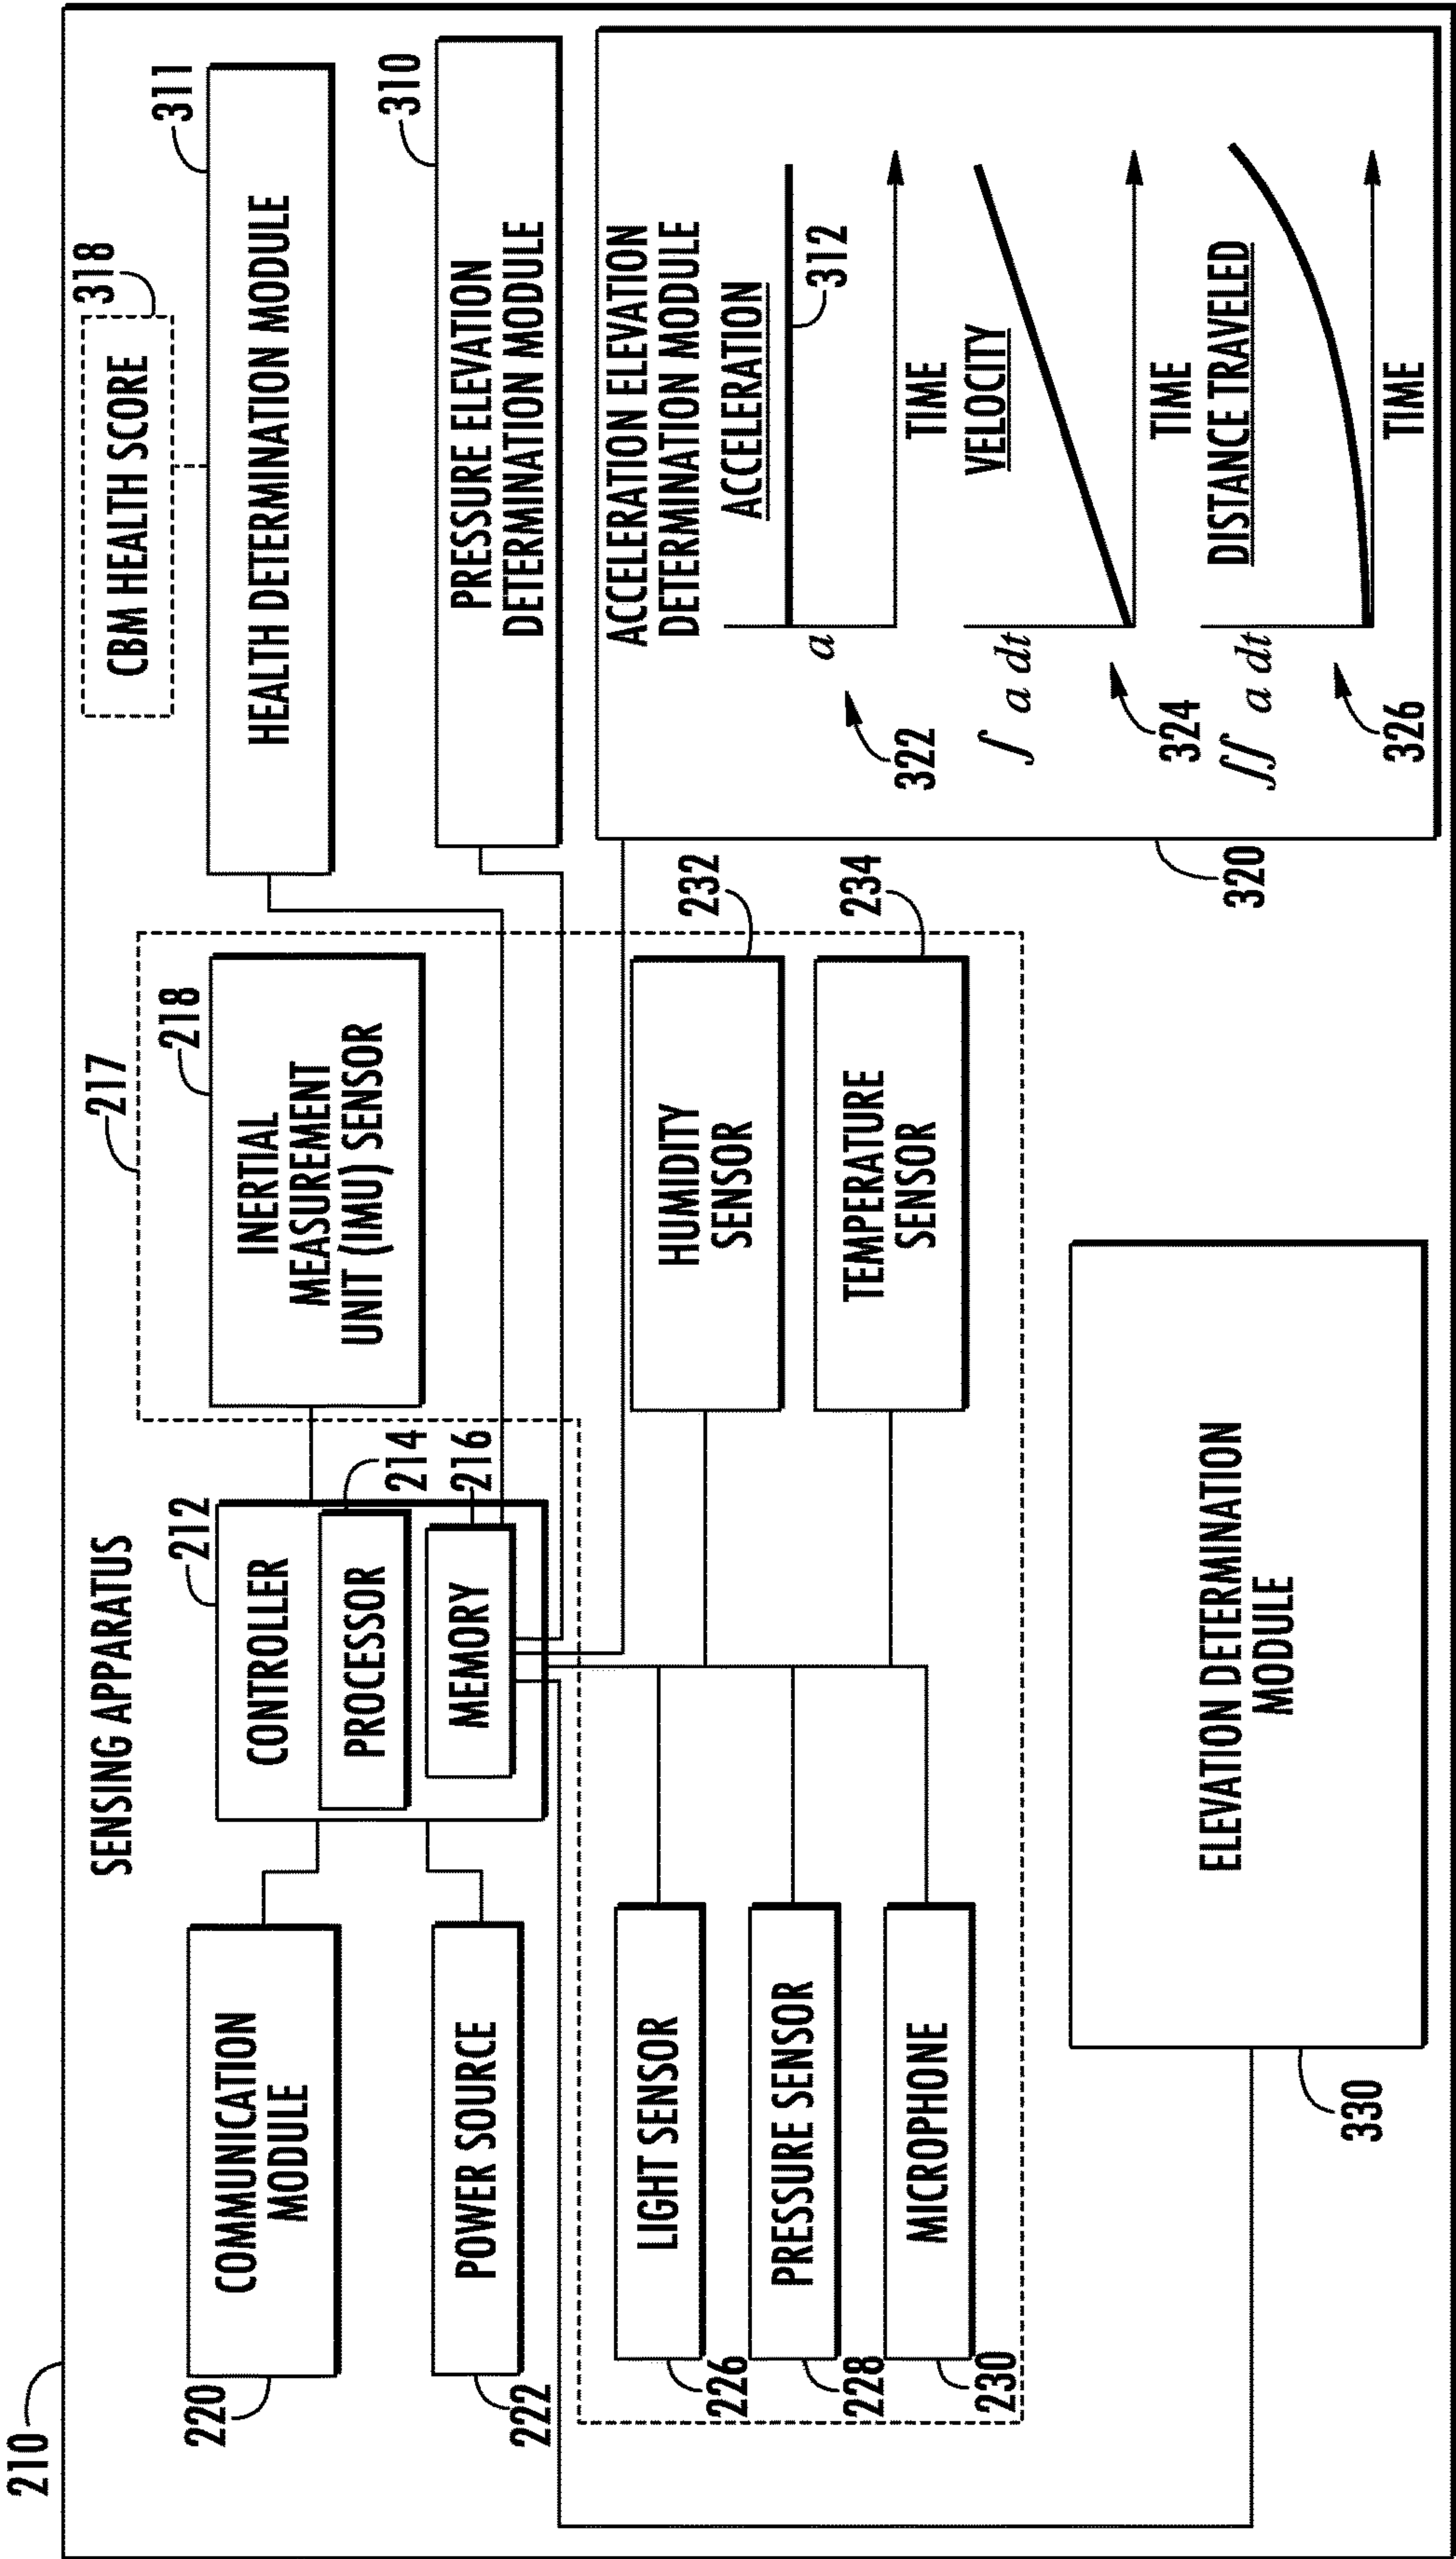 210
SENSING APPARATUS
220
COMMUNICATION
MODULE
222
POWER SOURCE
212
CONTROLLER
PROCESSOR
214
MEMORY
216
217
218
INERTIAL
MEASUREMENT
UNIT (IMU) SENSOR
CBM HEALTH SCORE
318
HEALTH DETERMINATION MODULE
311
PRESSURE ELEVATION
DETERMINATION MODULE
310
226
LIGHT SENSOR
228
PRESSURE SENSOR
230
MICROPHONE
HUMIDITY
SENSOR
232
TEMPERATURE
SENSOR
234
ACCELERATION ELEVATION
DETERMINATION MODULE
ACCELERATION
a
312
322
TIME
VELOCITY
∫ a dt
324
TIME
DISTANCE TRAVELED
∬ a dt
326
TIME
320
ELEVATION DETERMINATION
MODULE
330